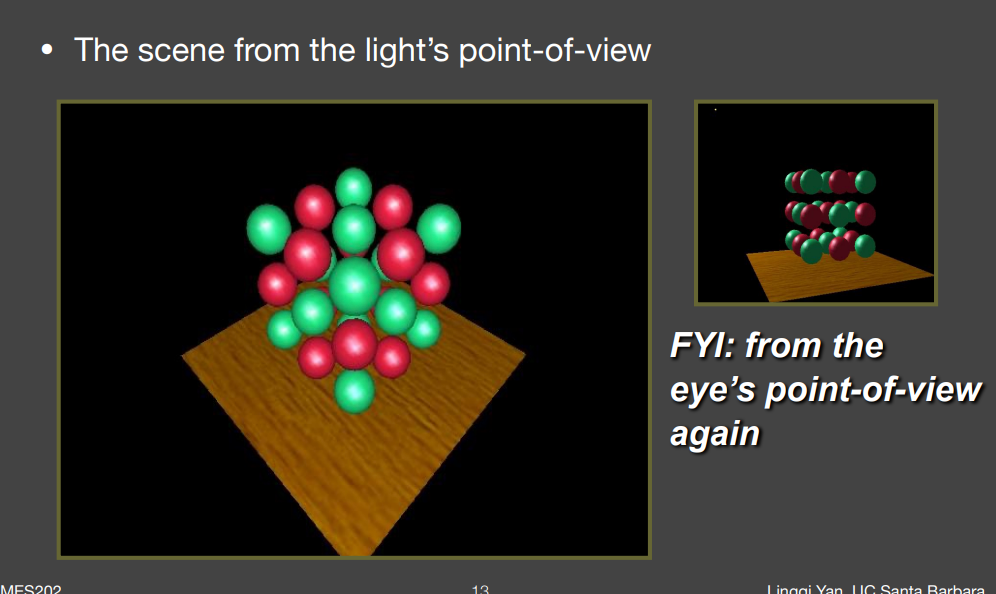 • The scene from the light’s point-of-view
FYI: from the
eye’s point-of-view
again
13
Lingqi Yan, UC Santa Barbara